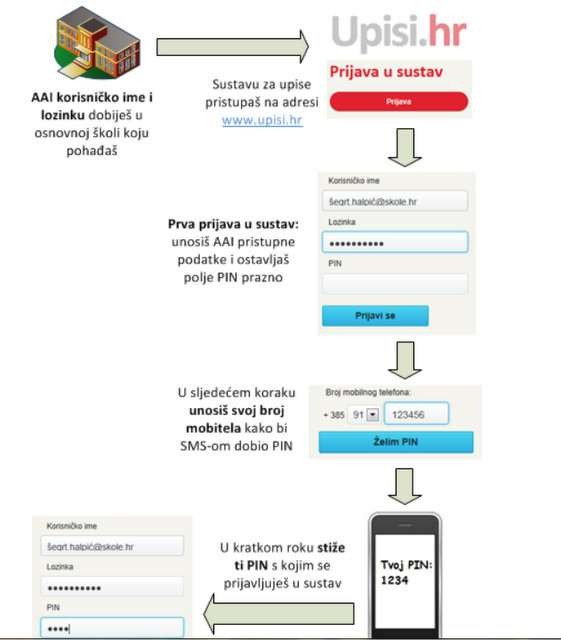 Upisi.hr
Prijava u sustav
Prijava
AAI korisničko ime i
lozinku dobiješ u
osnovnoj školi koju
pohađaš
Sustavu za upise
pristupaš na adresi
www.upisi.hr
Prva prijava u sustav:
unosiš AAI pristupne
podatke i ostavljaš
polje PIN prazno
Korisničko ime
šegrt.halpić@skole.hr
Lozinka
••••••••••
PIN
Prijavi se
U sljedećem koraku
unosiš svoj broj
mobitela kako bi
SMS-om dobio PIN
Broj mobilnog telefona:
+ 385 91 123456
Želim PIN
Tvoj PIN:
1234
U kratkom roku stiže
ti PIN s kojim se
prijavljuješ u sustav
Korisničko ime
šegrt.halpić@skole.hr
Lozinka
••••••••••
PIN
••••